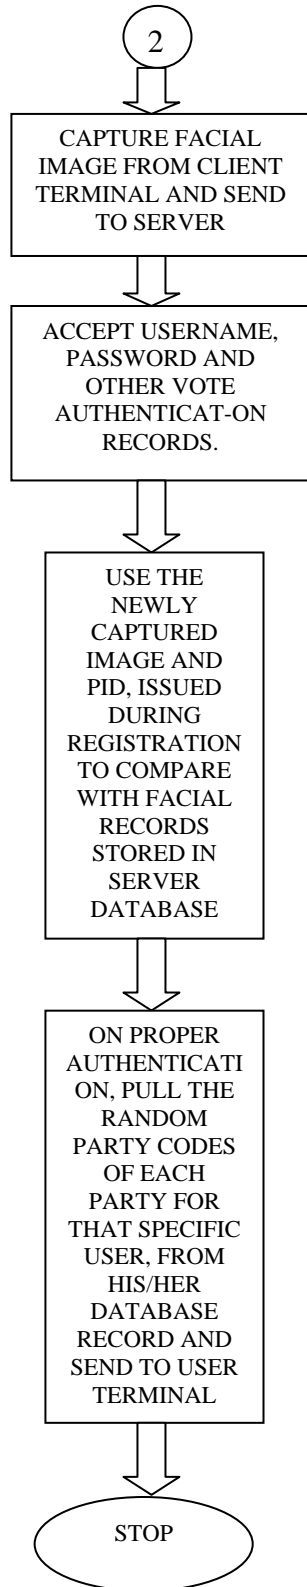 2
CAPTURE FACIAL
IMAGE FROM CLIENT
TERMINAL AND SEND
TO SERVER
ACCEPT USERNAME,
PASSWORD AND
OTHER VOTE
AUTHENTICAT-ON
RECORDS.
USE THE
NEWLY
CAPTURED
IMAGE AND
PID, ISSUED
DURING
REGISTRATION
TO COMPARE
WITH FACIAL
RECORDS
STORED IN
SERVER
DATABASE
ON PROPER
AUTHENTICATI
ON, PULL THE
RANDOM
PARTY CODES
OF EACH
PARTY FOR
THAT SPECIFIC
USER, FROM
HIS/HER
DATABASE
RECORD AND
SEND TO USER
TERMINAL
STOP